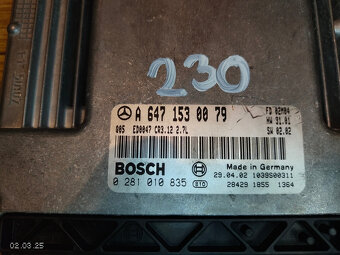 230
A 647 153 00 79
FD 02M04
HW 31.01
SW 02.02
005 ED0047 CR3.12 2.7L
BOSCH
Made in Germany
29.04.02 1039S00311
0 281 010 835
28429 1855 1364
02.03.25